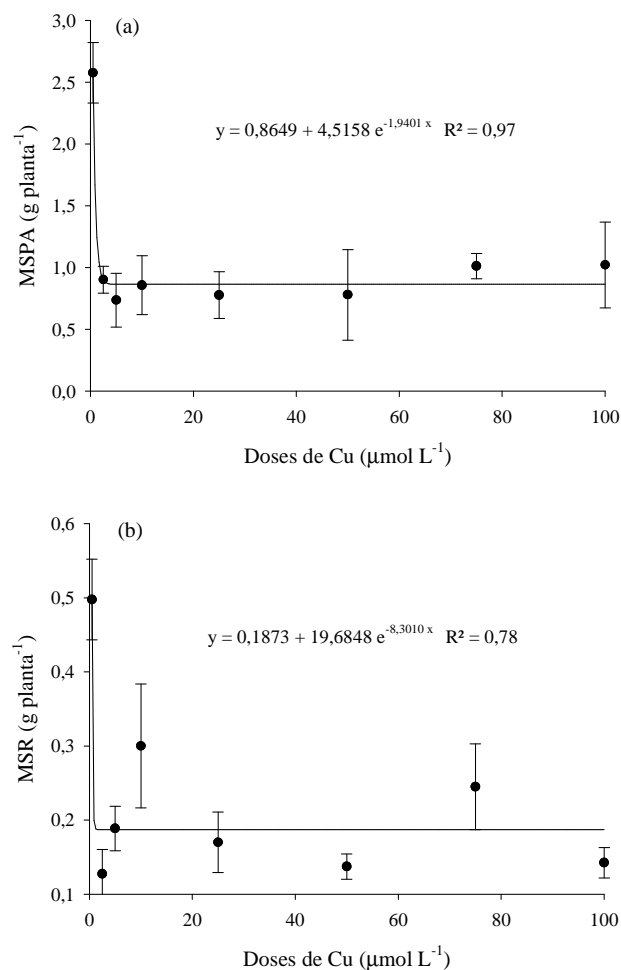 (a)
3,0
2,5
2,0
1,5
1,0
0,5
0,0
y = 0,8649 + 4,5158 e^-1,9401 x R² = 0,97
MSPA (g planta^-1)
0 20 40 60 80 100
Doses de Cu (μmol L^-1)
(b)
0,6
0,5
0,4
0,3
0,2
0,1
y = 0,1873 + 19,6848 e^-8,3010 x R² = 0,78
MSR (g planta^-1)
0 20 40 60 80 100
Doses de Cu (μmol L^-1)